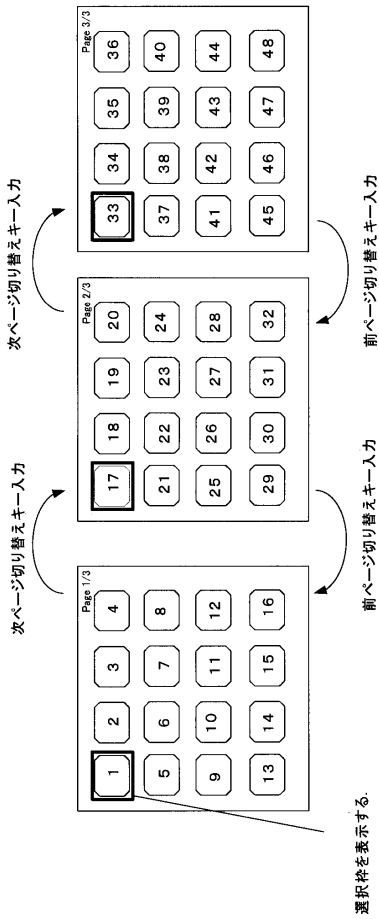 次ページ切り替えキー入力
次ページ切り替えキー入力
Page 1/3
1 2 3 4
5 6 7 8
9 10 11 12
13 14 15 16
Page 2/3
17 18 19 20
21 22 23 24
25 26 27 28
29 30 31 32
Page 3/3
33 34 35 36
37 38 39 40
41 42 43 44
45 46 47 48
前ページ切り替えキー入力
前ページ切り替えキー入力
選択枠を表示する.